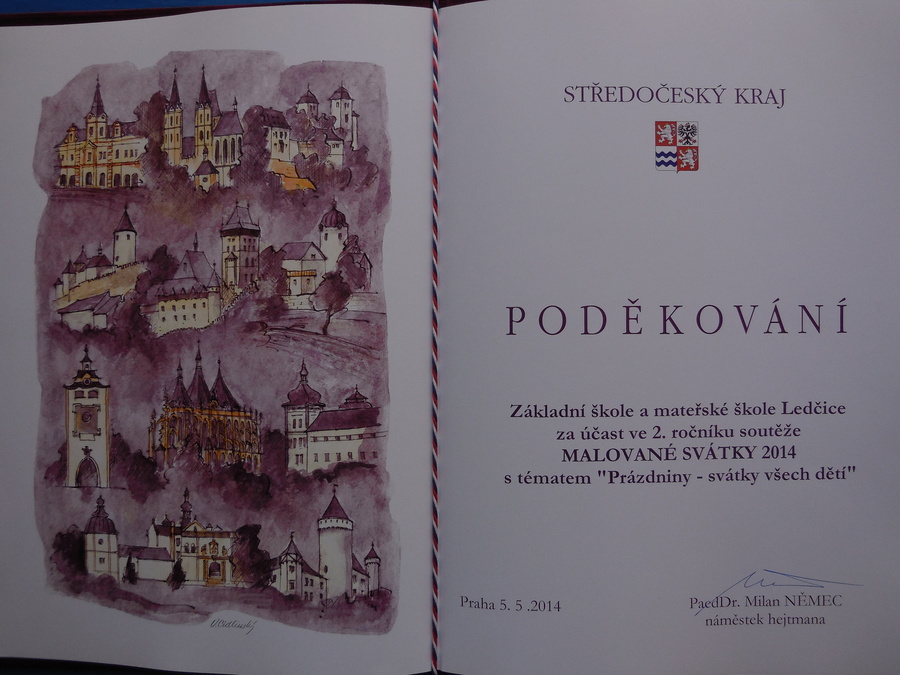 STŘEDOČESKÝ KRAJ
PODĚKOVÁNÍ
Základní škole a mateřské škole Ledčice
za účast ve 2. ročníku soutěže
MALOVANÉ SVÁTKY 2014
s tématem "Prázdniny - svátky všech dětí"
Praha 5. 5 .2014
PaedDr. Milan NĚMEC
náměstek hejtmana